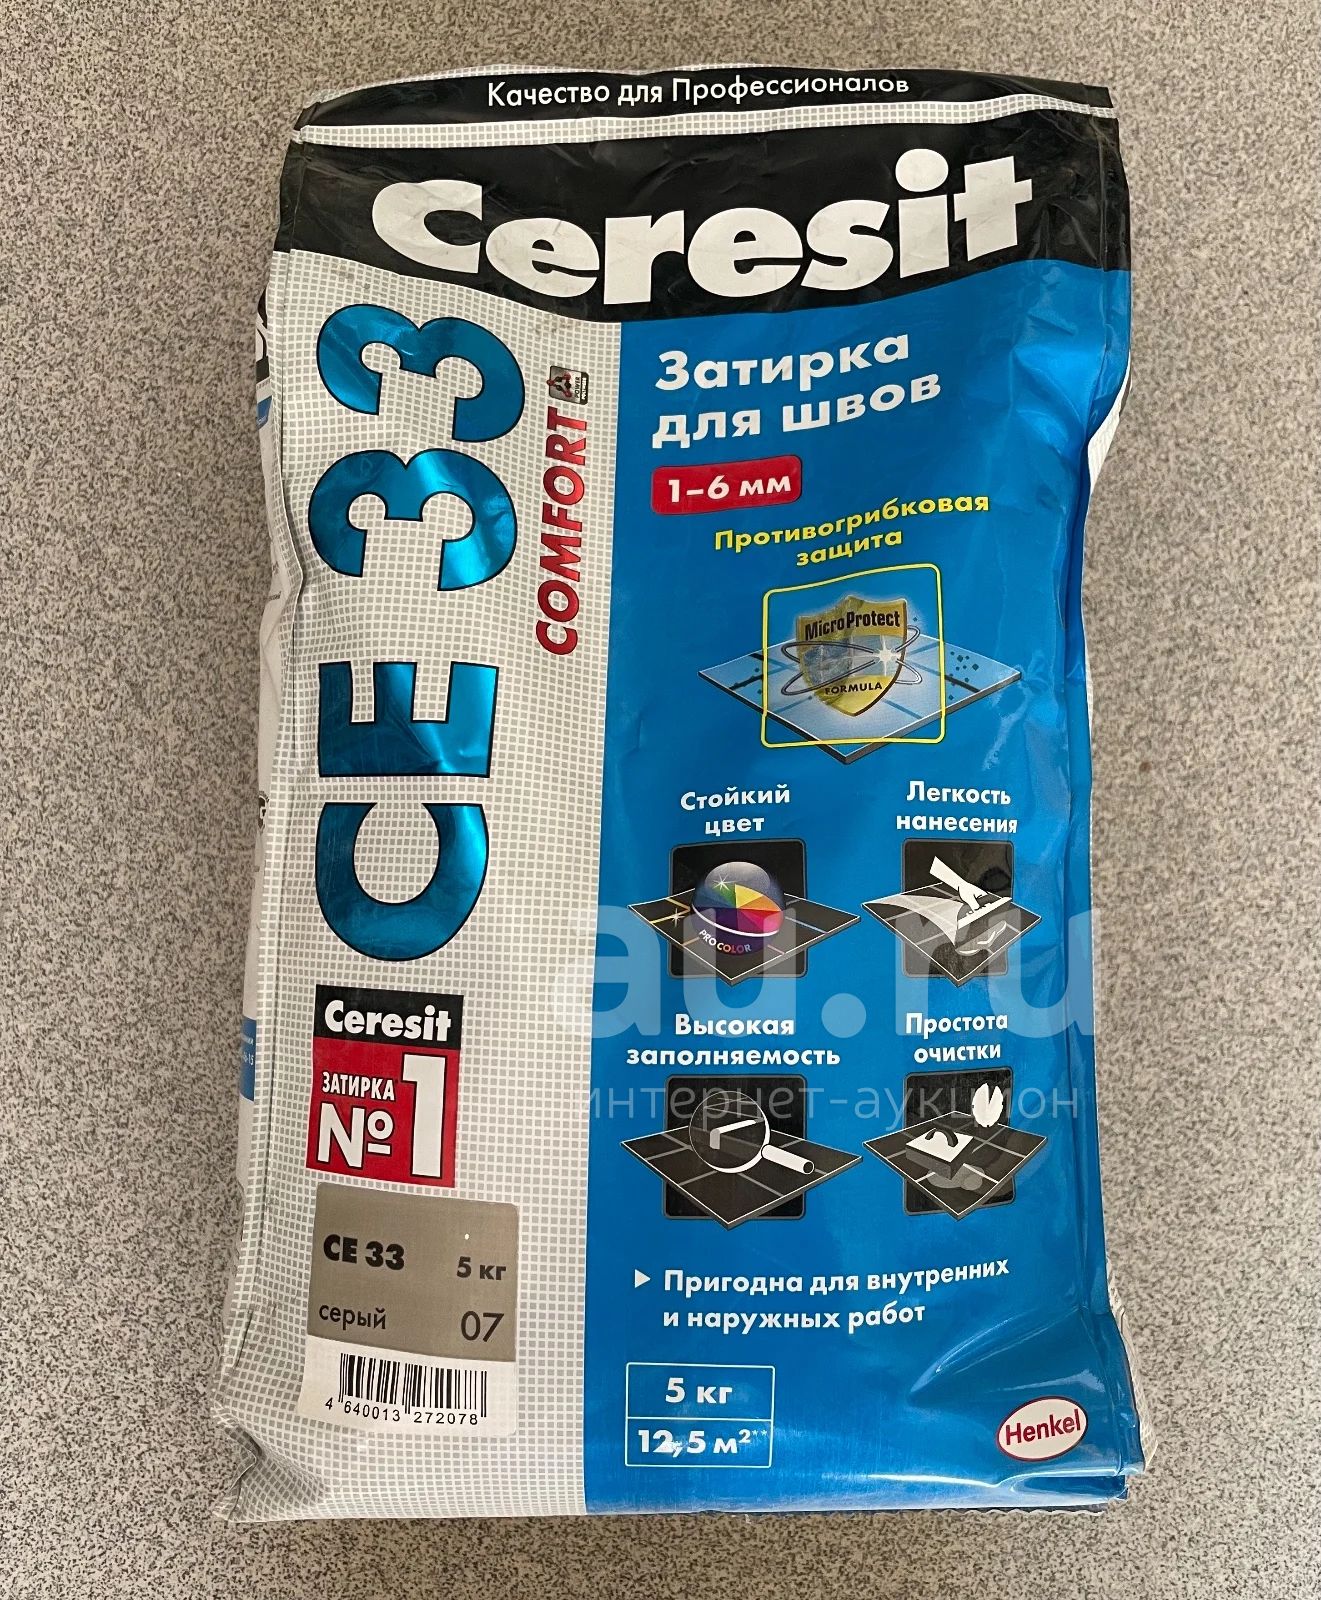 Качество для Профессионалов
Ceresit
CE 33
COMFORT
Затирка
для швов
1–6 мм
Противогрибковая
защита
MicroProtect
FORMULA
Стойкий
цвет
PRO COLOR
Легкость
нанесения
Высокая
заполняемость
Простота
очистки
Ceresit
ЗАТИРКА
№1
CE 33 5 кг
серый 07
4 640013 272078
▶ Пригодна для внутренних
и наружных работ
5 кг
12,5 м²**
Henkel
au.ru
интернет-аукцион